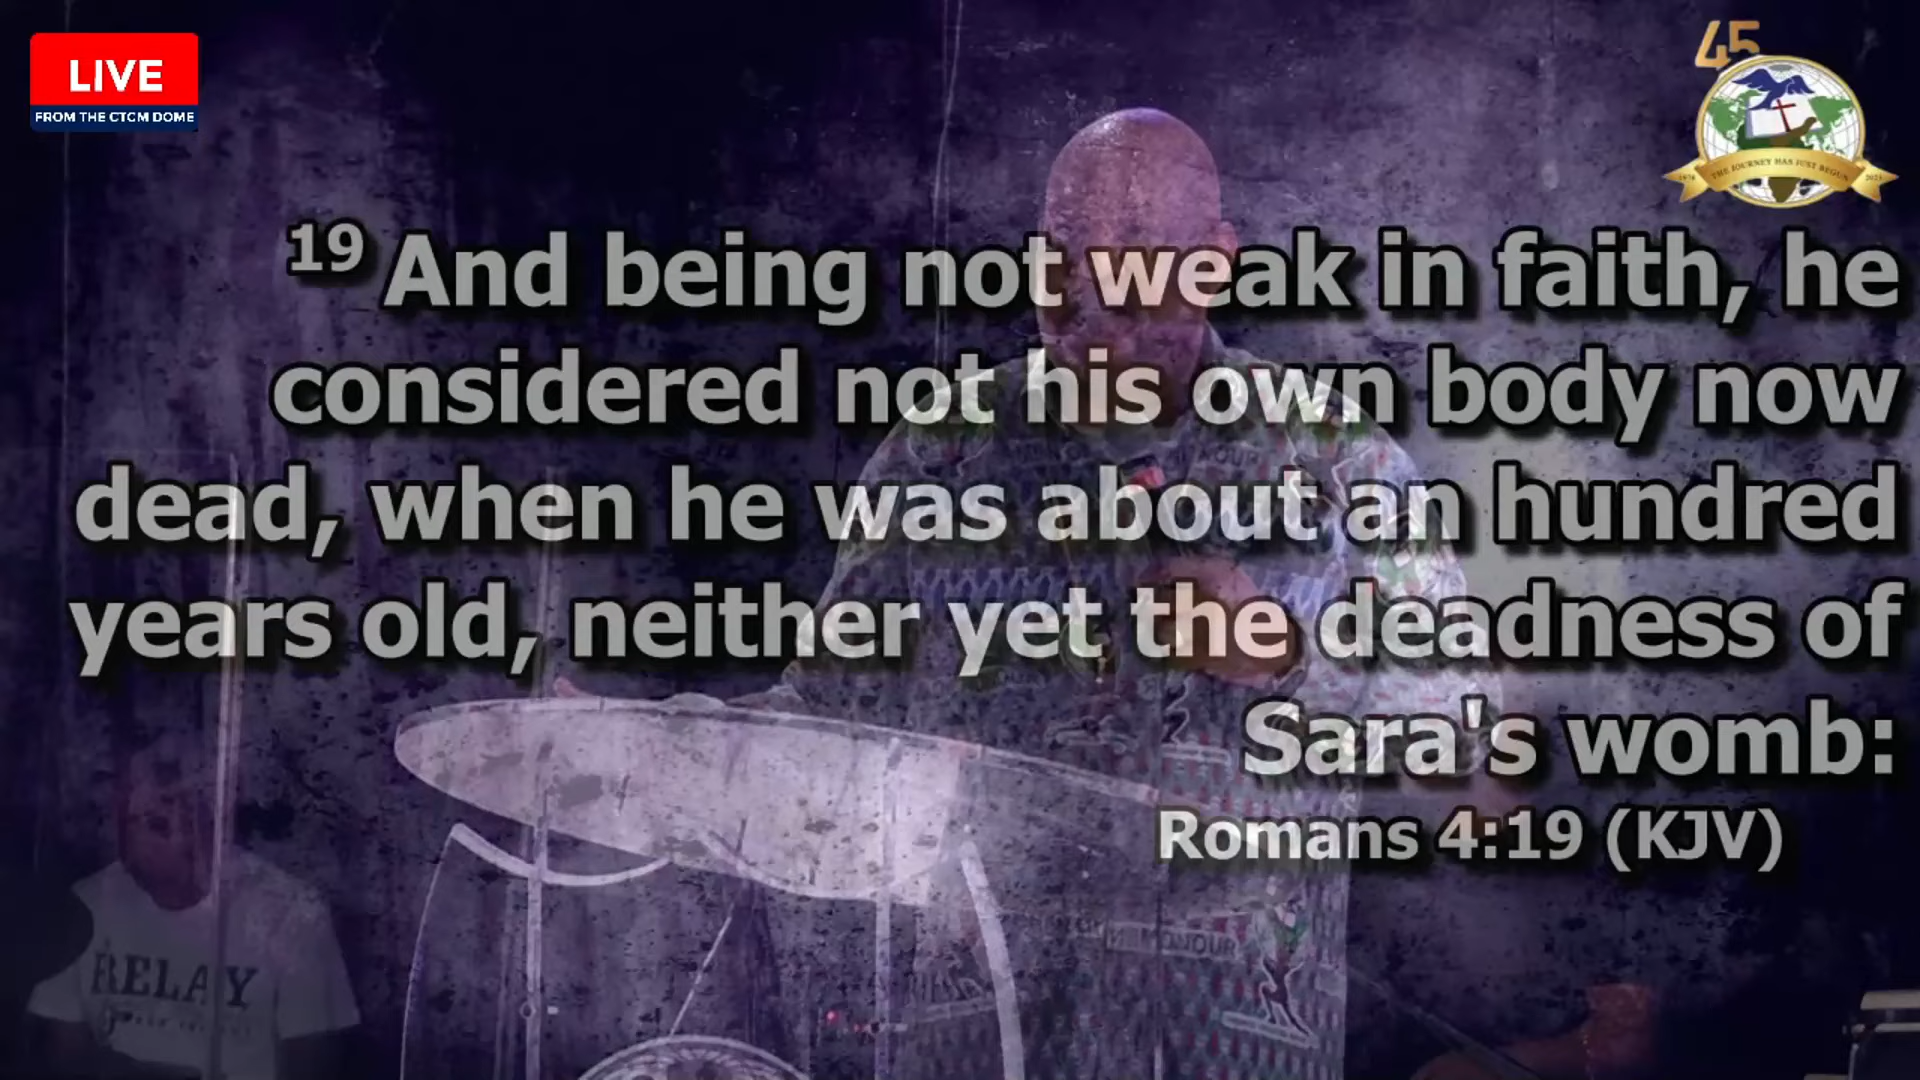 LIVE
FROM THE CTCM DOME
45
THE JOURNEY HAS JUST BEGUN
2023
19 And being not weak in faith, he
considered not his own body now
dead, when he was about an hundred
years old, neither yet the deadness of
Sara's womb:
Romans 4:19 (KJV)
RELAY